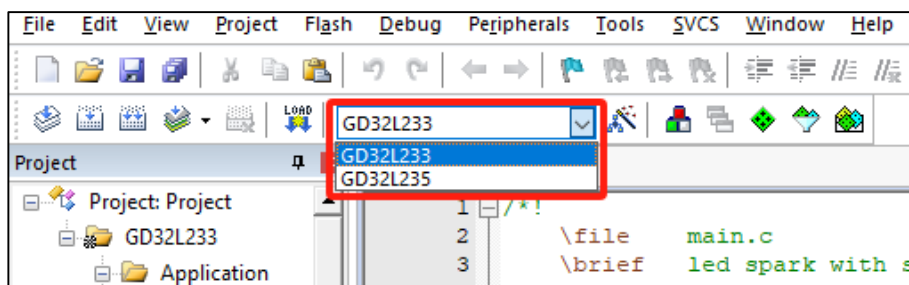 File Edit View Project Flash Debug Peripherals Tools SVCS Window Help
LOAD GD32L233
Project GD32L233
GD32L235
Project: Project 1 /*!
GD32L233 2 \file main.c
Application 3 \brief led spark with s